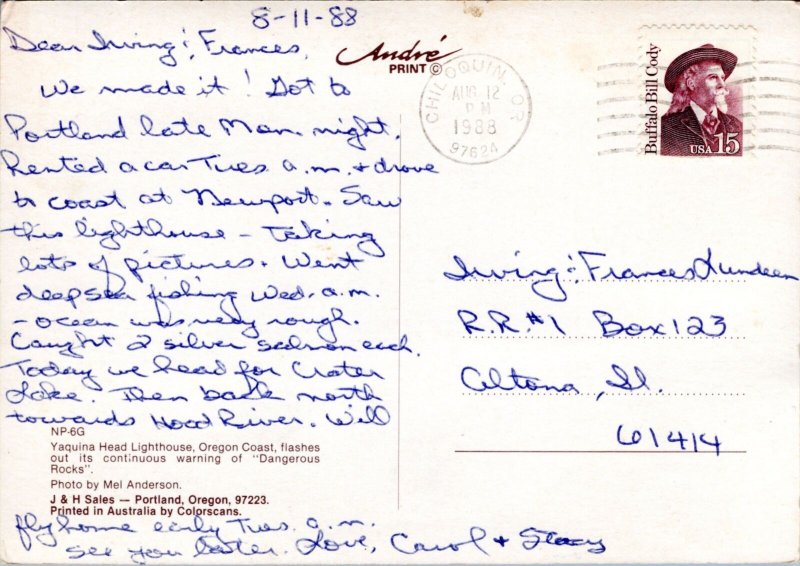 8-11-88
Dear Irving & Frances,
We made it! Got to
Portland late Mon. night.
Rented a car Tues a.m. & drove
to coast at Newport. Saw
this lighthouse - taking
lots of pictures. Went
deepsea fishing Wed. a.m.
- ocean was very rough.
Caught 2 silver salmon each.
Today we head for Crater
Lake. Then back north
towards Hood River. Will
fly home early Tues. a.m.
See you later. Love, Carol & Stacy
André
PRINT ©
CHILOQUIN, OR
AUG 12
PM
1988
97624
Buffalo Bill Cody
USA 15
Irving & Frances Lundeen
R.R.#1 Box 123
Altona, Il.
61414
NP-6G
Yaquina Head Lighthouse, Oregon Coast, flashes
out its continuous warning of "Dangerous
Rocks".
Photo by Mel Anderson.
J & H Sales — Portland, Oregon, 97223.
Printed in Australia by Colorscans.